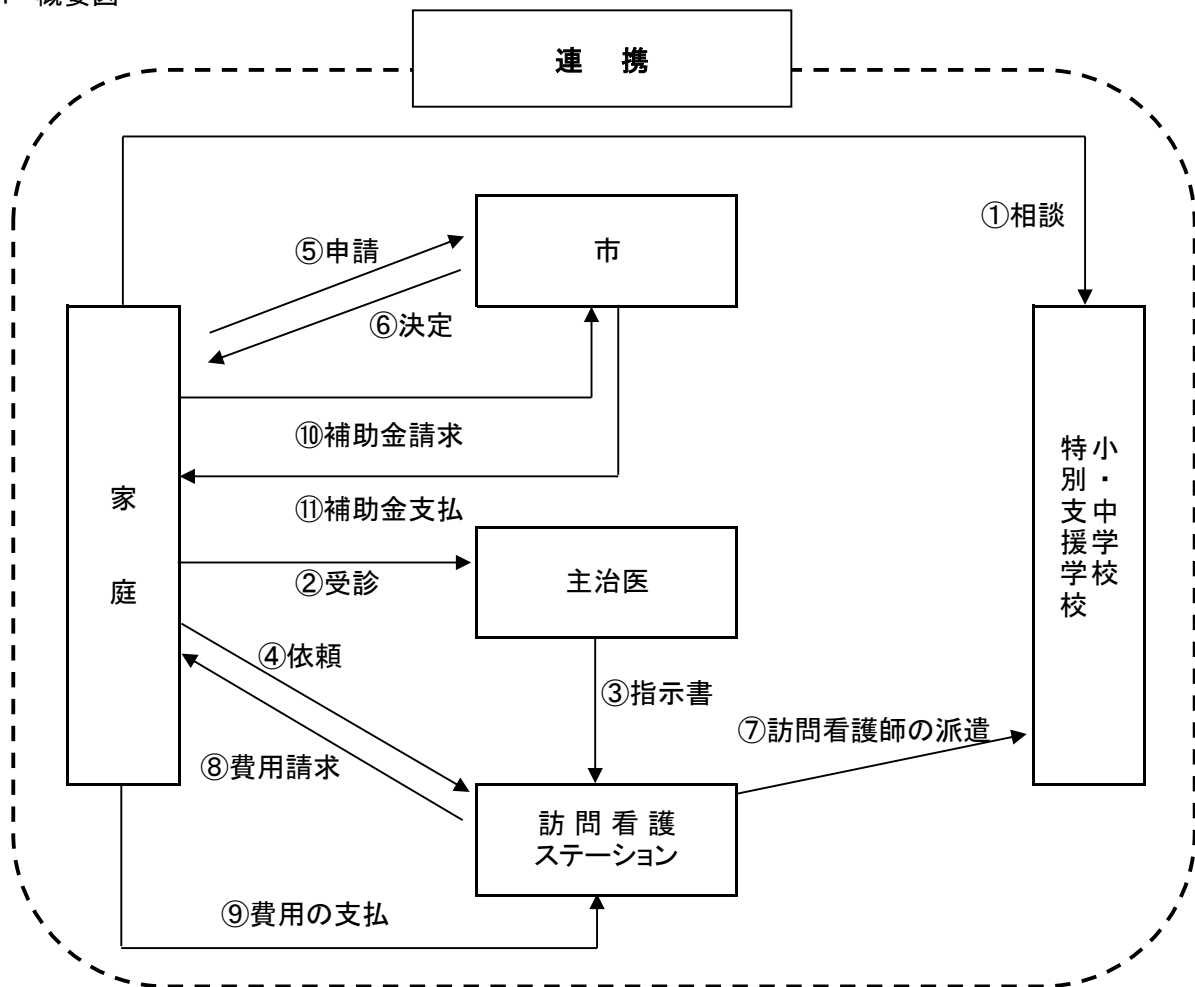 概要図
連　携
①相談
市
⑤申請
⑥決定
⑩補助金請求
⑪補助金支払
家
庭
小・中学校
特別支援学校
②受診
主治医
④依頼
③指示書
⑦訪問看護師の派遣
⑧費用請求
訪 問 看 護
ステーション
⑨費用の支払